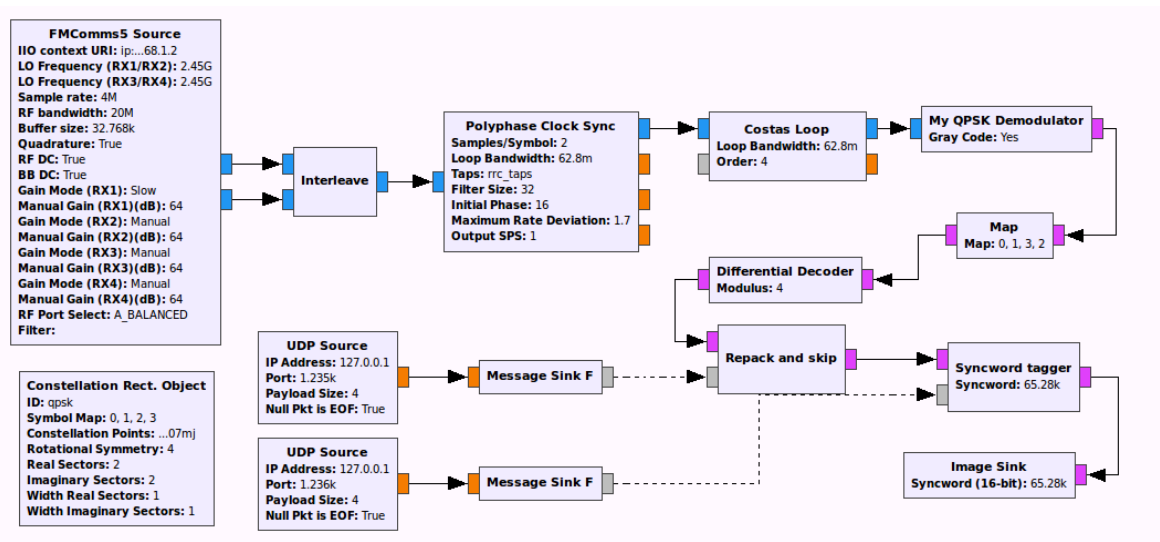 FMComms5 Source
IIO context URI: ip:...68.1.2
LO Frequency (RX1/RX2): 2.45G
LO Frequency (RX3/RX4): 2.45G
Sample rate: 4M
RF bandwidth: 20M
Buffer size: 32.768k
Quadrature: True
RF DC: True
BB DC: True
Gain Mode (RX1): Slow
Manual Gain (RX1)(dB): 64
Gain Mode (RX2): Manual
Manual Gain (RX2)(dB): 64
Gain Mode (RX3): Manual
Manual Gain (RX3)(dB): 64
Gain Mode (RX4): Manual
Manual Gain (RX4)(dB): 64
RF Port Select: A_BALANCED
Filter:
Interleave
Polyphase Clock Sync
Samples/Symbol: 2
Loop Bandwidth: 62.8m
Taps: rrc_taps
Filter Size: 32
Initial Phase: 16
Maximum Rate Deviation: 1.7
Output SPS: 1
Costas Loop
Loop Bandwidth: 62.8m
Order: 4
My QPSK Demodulator
Gray Code: Yes
Map
Map: 0, 1, 3, 2
Differential Decoder
Modulus: 4
UDP Source
IP Address: 127.0.0.1
Port: 1.235k
Payload Size: 4
Null Pkt is EOF: True
Message Sink F
Repack and skip
Syncword tagger
Syncword: 65.28k
Constellation Rect. Object
ID: qpsk
Symbol Map: 0, 1, 2, 3
Constellation Points: ...07mj
Rotational Symmetry: 4
Real Sectors: 2
Imaginary Sectors: 2
Width Real Sectors: 1
Width Imaginary Sectors: 1
UDP Source
IP Address: 127.0.0.1
Port: 1.236k
Payload Size: 4
Null Pkt is EOF: True
Message Sink F
Image Sink
Syncword (16-bit): 65.28k